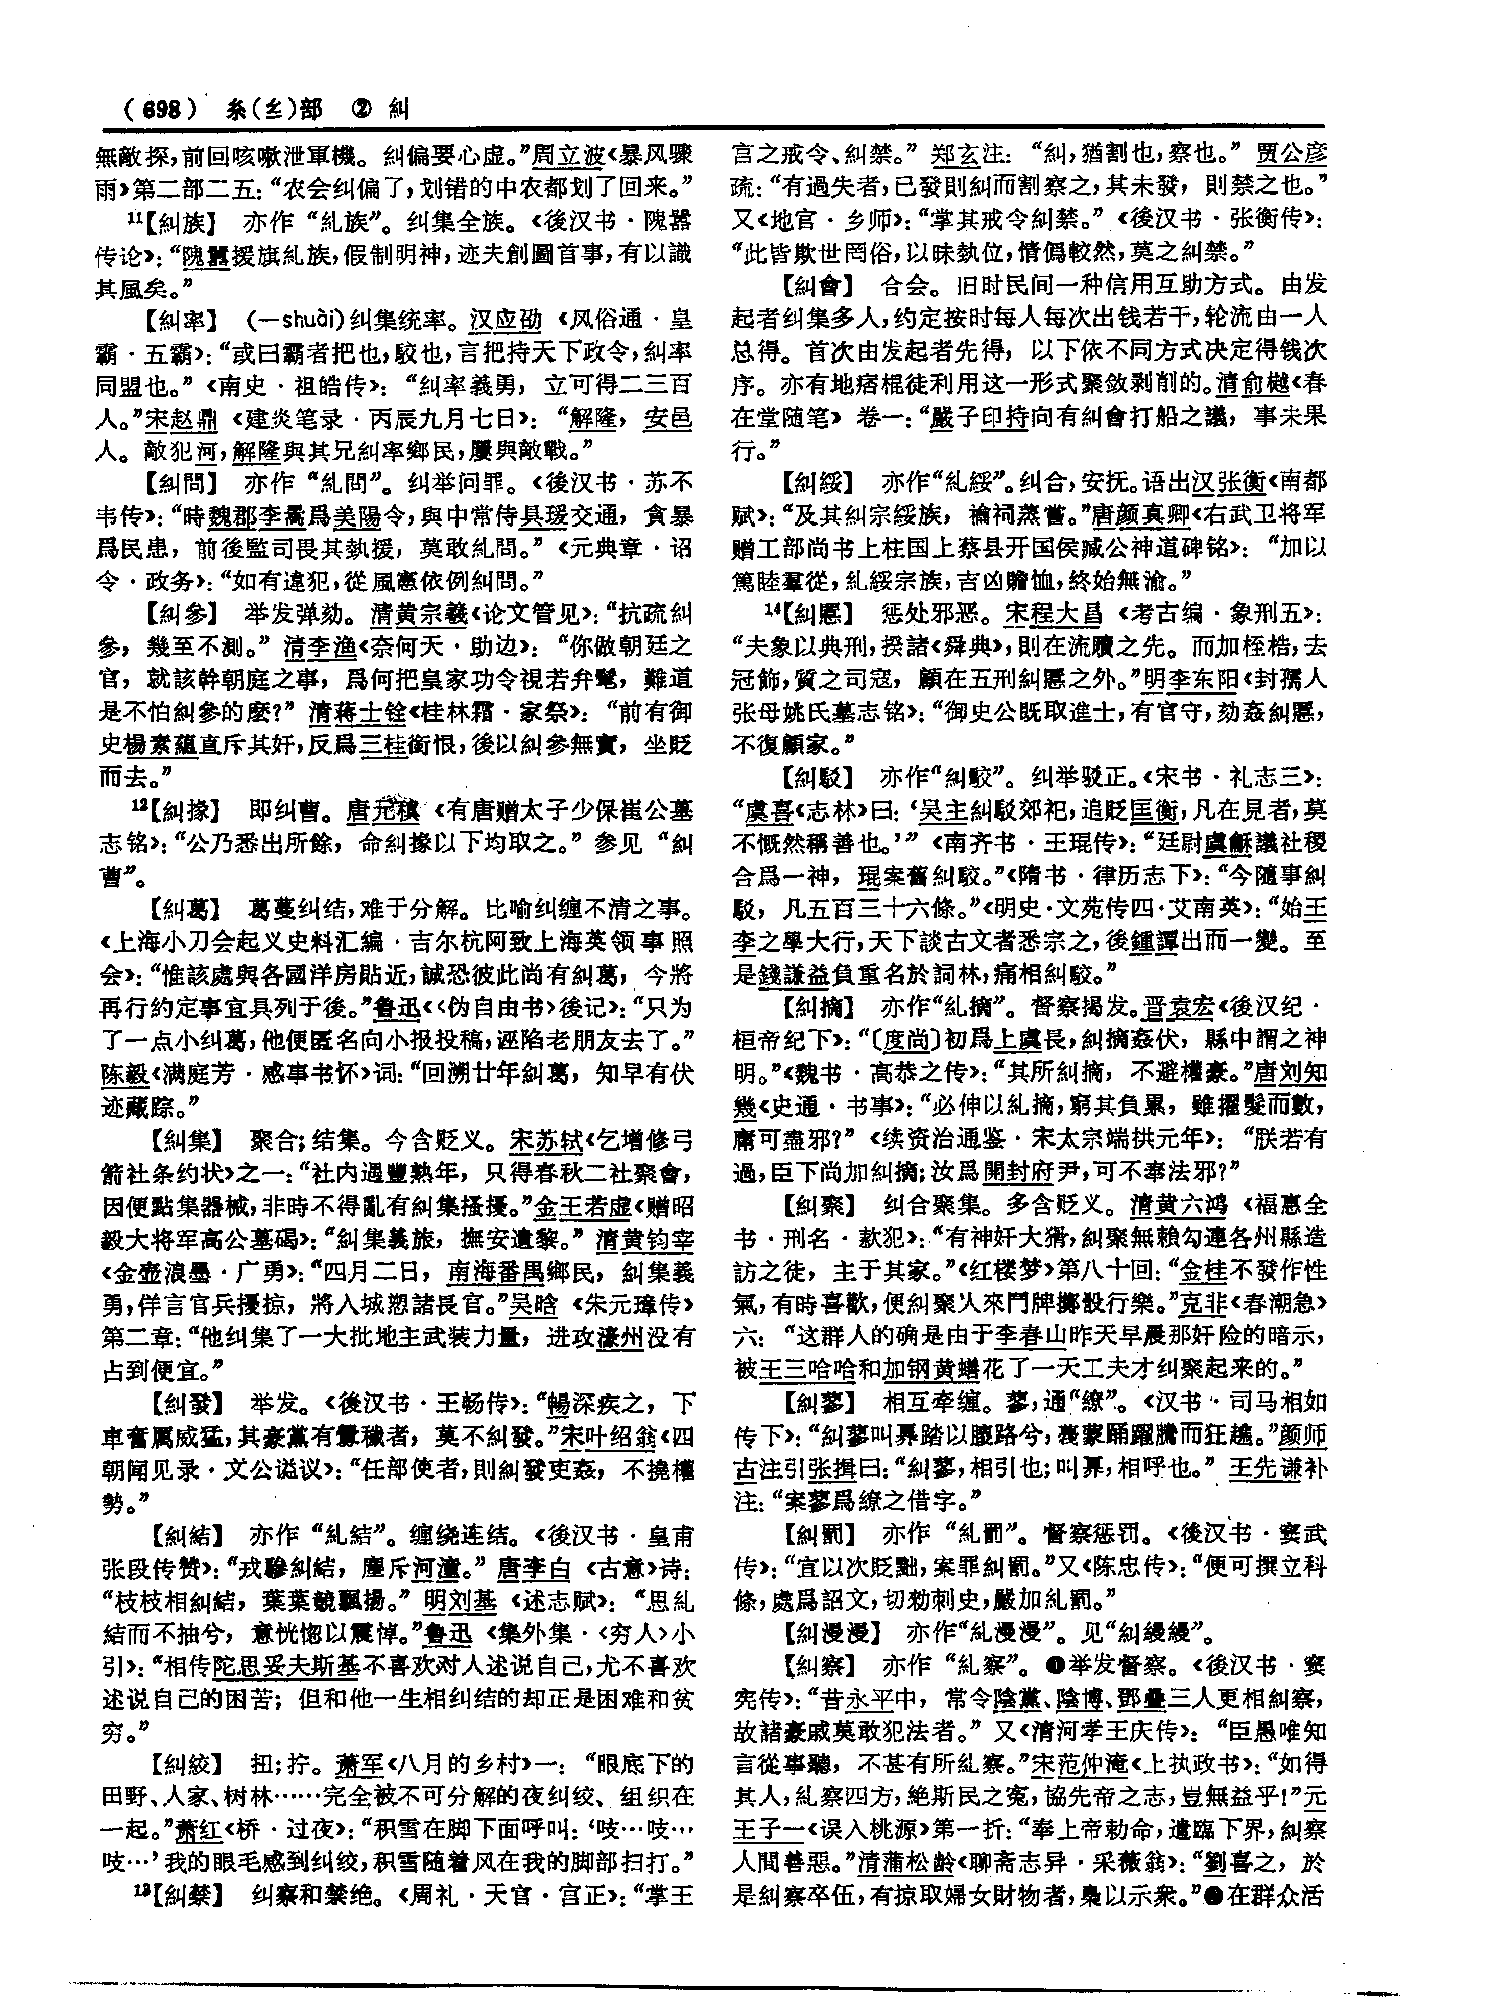 （698） 糸(纟)部 ② 糾
無敵探，前回咳嗽泄軍機。糾偏要心虚。”周立波《暴风骤
雨》第二部二五：“农会纠偏了，划错的中农都划了回来。”
11【糾族】 亦作“糺族”。纠集全族。《後汉书·隗嚣
传论》：“隗囂援旗糺族，假制明神，迹夫創圖首事，有以識
其風矣。”
【糾率】 （—shuài）纠集统率。汉应劭《风俗通·皇
霸·五霸》：“或曰霸者把也，駮也，言把持天下政令，糾率
同盟也。”《南史·祖皓传》：“糾率義勇，立可得二三百
人。”宋赵鼎《建炎笔录·丙辰九月七日》：“解隆，安邑
人。敵犯河，解隆與其兄糾率鄉民，屢與敵戰。”
【糾問】 亦作“糺問”。纠举问罪。《後汉书·苏不
韦传》：“時魏郡李暠爲美陽令，與中常侍具瑗交通，貪暴
爲民患，前後監司畏其執援，莫敢糺問。”《元典章·诏
令·政务》：“如有違犯，從風憲依例糾問。”
【糾參】 举发弹劾。清黄宗羲《论文管见》：“抗疏糾
參，幾至不測。”清李渔《奈何天·助边》：“你做朝廷之
官，就該幹朝庭之事，爲何把皇家功令視若弁髦，難道
是不怕糾參的麽？”清蒋士铨《桂林霜·家祭》：“前有御
史楊素蘊直斥其奸，反爲三桂銜恨，後以糾參無實，坐貶
而去。”
12【糾掾】 即纠曹。唐元稹《有唐赠太子少保崔公墓
志铭》：“公乃悉出所餘，命糾掾以下均取之。”参见“糾
曹”。
【糾葛】 葛蔓纠结，难于分解。比喻纠缠不清之事。
《上海小刀会起义史料汇编·吉尔杭阿致上海英领事照
会》：“惟該處與各國洋房貼近，誠恐彼此尚有糾葛，今將
再行約定事宜具列于後。”鲁迅《〈伪自由书〉後记》：“只为
了一点小纠葛，他便匿名向小报投稿，诬陷老朋友去了。”
陈毅《满庭芳·感事书怀》词：“回溯廿年糾葛，知早有伏
迹藏踪。”
【糾集】 聚合；结集。今含贬义。宋苏轼《乞增修弓
箭社条约状》之一：“社内遇豐熟年，只得春秋二社聚會，
因便點集器械，非時不得亂有糾集搔擾。”金王若虚《赠昭
毅大将军高公墓碣》：“糾集義旅，撫安遺黎。”清黄钧宰
《金壶浪墨·广勇》：“四月二日，南海番禺鄉民，糾集義
勇，佯言官兵擾掠，將入城愬諸長官。”吴晗《朱元璋传》
第二章：“他纠集了一大批地主武装力量，进攻濠州没有
占到便宜。”
【糾發】 举发。《後汉书·王畅传》：“暢深疾之，下
車奮厲威猛，其豪黨有釁穢者，莫不糾發。”宋叶绍翁《四
朝闻见录·文公谥议》：“任部使者，則糾發吏姦，不撓權
勢。”
【糾結】 亦作“糺結”。缠绕连结。《後汉书·皇甫
张段传赞》：“戎驂糾結，塵斥河潼。”唐李白《古意》诗：
“枝枝相糾結，葉葉競飄揚。”明刘基《述志赋》：“思糺
結而不抽兮，意恍惚以震悼。”鲁迅《集外集·〈穷人〉小
引》：“相传陀思妥夫斯基不喜欢对人述说自己，尤不喜欢
述说自己的困苦；但和他一生相纠结的却正是困难和贫
穷。”
【糾絞】 扭；拧。萧军《八月的乡村》一：“眼底下的
田野、人家、树林……完全被不可分解的夜纠绞、组织在
一起。”萧红《桥·过夜》：“积雪在脚下面呼叫：‘吱…吱…
吱…’我的眼毛感到纠绞，积雪随着风在我的脚部扫打。”
13【糾禁】 纠察和禁绝。《周礼·天官·宫正》：“掌王
宫之戒令、糾禁。”郑玄注：“糾，猶割也，察也。”贾公彦
疏：“有過失者，已發則糾而割察之，其未發，則禁之也。”
又《地官·乡师》：“掌其戒令糾禁。”《後汉书·张衡传》：
“此皆欺世罔俗，以昧埶位，情僞較然，莫之糾禁。”
【糾會】 合会。旧时民间一种信用互助方式。由发
起者纠集多人，约定按时每人每次出钱若干，轮流由一人
总得。首次由发起者先得，以下依不同方式决定得钱次
序。亦有地痞棍徒利用这一形式聚敛剥削的。清俞樾《春
在堂随笔》卷一：“嚴子印持向有糾會打船之議，事未果
行。”
【糾綏】 亦作“糺綏”。纠合，安抚。语出汉张衡《南都
赋》：“及其糾宗綏族，禴祠蒸嘗。”唐颜真卿《右武卫将军
赠工部尚书上柱国上蔡县开国侯臧公神道碑铭》：“加以
篤睦羣從，糺綏宗族，吉凶贍恤，終始無渝。”
14【糾慝】 惩处邪恶。宋程大昌《考古编·象刑五》：
“夫象以典刑，揆諸《舜典》，則在流贖之先。而加桎梏，去
冠飾，質之司寇，顧在五刑糾慝之外。”明李东阳《封孺人
张母姚氏墓志铭》：“御史公既取進士，有官守，劾姦糾慝，
不復顧家。”
【糾駁】 亦作“糾駮”。纠举驳正。《宋书·礼志三》：
“虞喜《志林》曰：‘吴主糾駁郊祀，追貶匡衡，凡在見者，莫
不慨然稱善也。’”《南齐书·王琨传》：“廷尉虞龢議社稷
合爲一神，琨案舊糾駮。”《隋书·律历志下》：“今隨事糾
駁，凡五百三十六條。”《明史·文苑传四·艾南英》：“始王
李之學大行，天下談古文者悉宗之，後鍾譚出而一變。至
是錢謙益負重名於詞林，痛相糾駮。”
【糾摘】 亦作“糺摘”。督察揭发。晋袁宏《後汉纪·
桓帝纪下》：“〔度尚〕初爲上虞長，糾摘姦伏，縣中謂之神
明。”《魏书·高恭之传》：“其所糾摘，不避權豪。”唐刘知
幾《史通·书事》：“必伸以糺摘，窮其負累，雖擢髮而數，
庸可盡邪？”《续资治通鉴·宋太宗端拱元年》：“朕若有
過，臣下尚加糾摘；汝爲開封府尹，可不奉法邪？”
【糾聚】 纠合聚集。多含贬义。清黄六鸿《福惠全
书·刑名·款犯》：“有神奸大猾，糾聚無賴勾連各州縣造
訪之徒，主于其家。”《红楼梦》第八十回：“金桂不發作性
氣，有時喜歡，便糾聚人來鬥牌擲骰行樂。”克非《春潮急》
六：“这群人的确是由于李春山昨天早晨那奸险的暗示，
被王三哈哈和加钢黄鳝花了一天工夫才纠聚起来的。”
【糾蓼】 相互牵缠。蓼，通“繚”。《汉书·司马相如
传下》：“糾蓼叫奡踏以膠路兮，薎蒙踊躍騰而狂趭。”颜师
古注引张揖曰：“糾蓼，相引也；叫奡，相呼也。”王先谦补
注：“案蓼爲繚之借字。”
【糾罰】 亦作“糺罰”。督察惩罚。《後汉书·窦武
传》：“宜以次貶黜，案罪糾罰。”又《陈忠传》：“便可撰立科
條，處爲詔文，切勑刺史，嚴加糺罰。”
【糾漫漫】 亦作“糺漫漫”。见“糾縵縵”。
【糾察】 亦作“糺察”。❶举发督察。《後汉书·窦
宪传》：“昔永平中，常令陰黨、陰博、鄧疊三人更相糾察，
故諸豪戚莫敢犯法者。”又《清河孝王庆传》：“臣愚唯知
言從事聽，不甚有所糺察。”宋范仲淹《上执政书》：“如得
其人，糺察四方，絶斯民之寃，協先帝之志，豈無益乎！”元
王子一《误入桃源》第一折：“奉上帝勅命，遣臨下界，糾察
人間善惡。”清蒲松龄《聊斋志异·采薇翁》：“劉喜之，於
是糾察卒伍，有掠取婦女財物者，梟以示衆。”❷在群众活